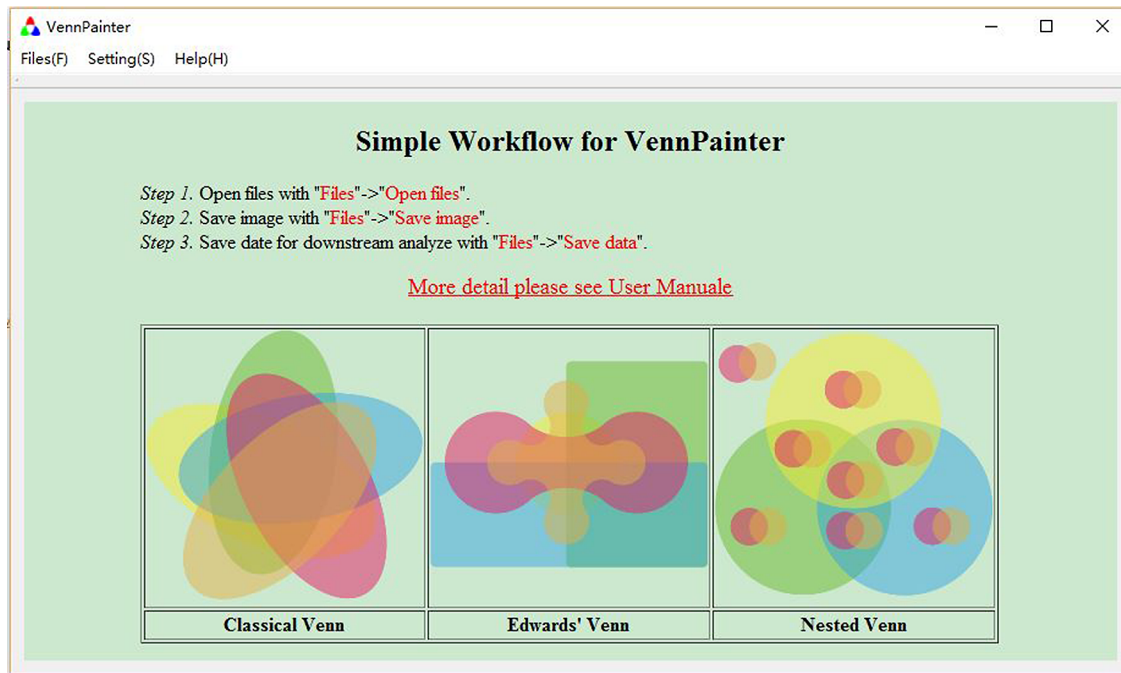 VennPainter
Files(F) Setting(S) Help(H)
Simple Workflow for VennPainter
Step 1. Open files with "Files"->"Open files".
Step 2. Save image with "Files"->"Save image".
Step 3. Save date for downstream analyze with "Files"->"Save data".
More detail please see User Manuale
Classical Venn Edwards' Venn Nested Venn